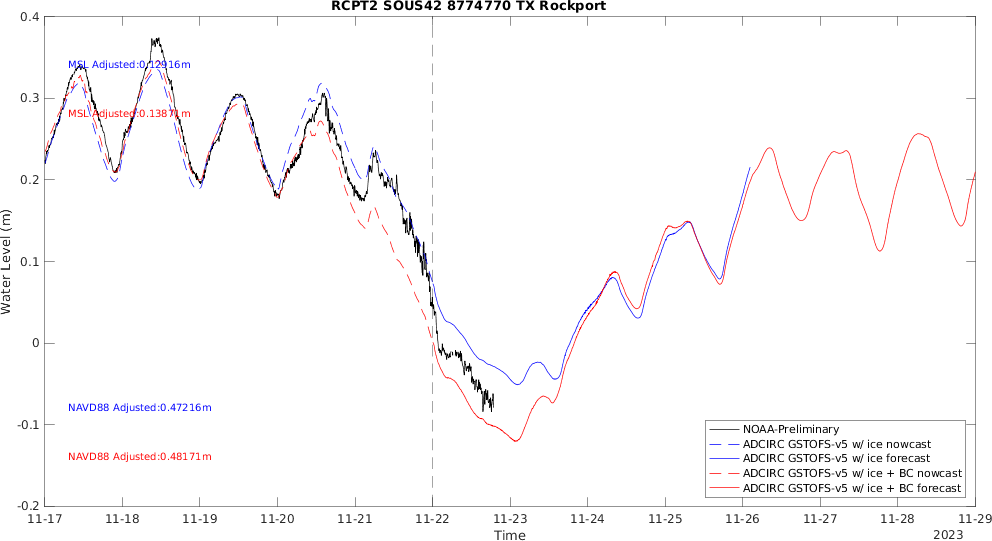 RCPT2 SOUS42 8774770 TX Rockport
0.4
0.3
0.2
0.1
0
-0.1
-0.2
Water Level (m)
MSL Adjusted:0.12916m
MSL Adjusted:0.13871m
NAVD88 Adjusted:0.47216m
NAVD88 Adjusted:0.48171m
NOAA-Preliminary
ADCIRC GSTOFS-v5 w/ ice nowcast
ADCIRC GSTOFS-v5 w/ ice forecast
ADCIRC GSTOFS-v5 w/ ice + BC nowcast
ADCIRC GSTOFS-v5 w/ ice + BC forecast
11-17 11-18 11-19 11-20 11-21 11-22 11-23 11-24 11-25 11-26 11-27 11-28 11-29
Time
2023